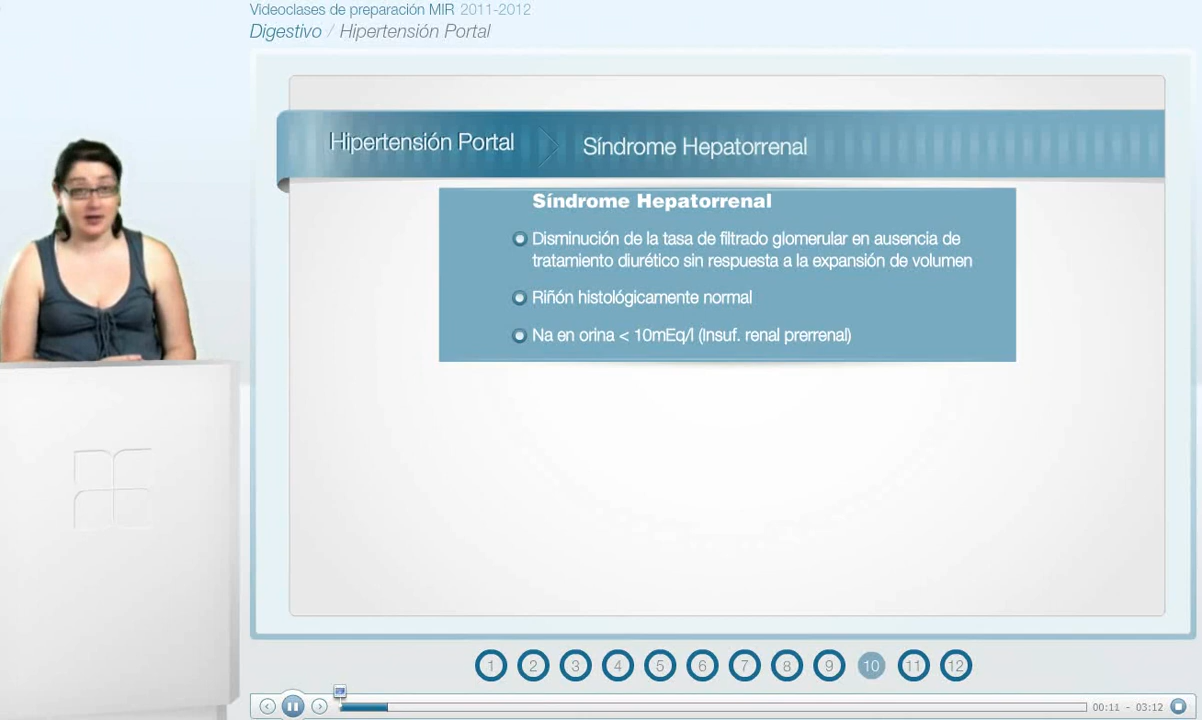 Videoclases de preparación MIR 2011-2012
Digestivo / Hipertensión Portal
Hipertensión Portal
Síndrome Hepatorrenal
Síndrome Hepatorrenal
Disminución de la tasa de filtrado glomerular en ausencia de
tratamiento diurético sin respuesta a la expansión de volumen
Riñón histológicamente normal
Na en orina < 10mEq/l (Insuf. renal prerrenal)
1 2 3 4 5 6 7 8 9 10 11 12
00:11 - 03:12